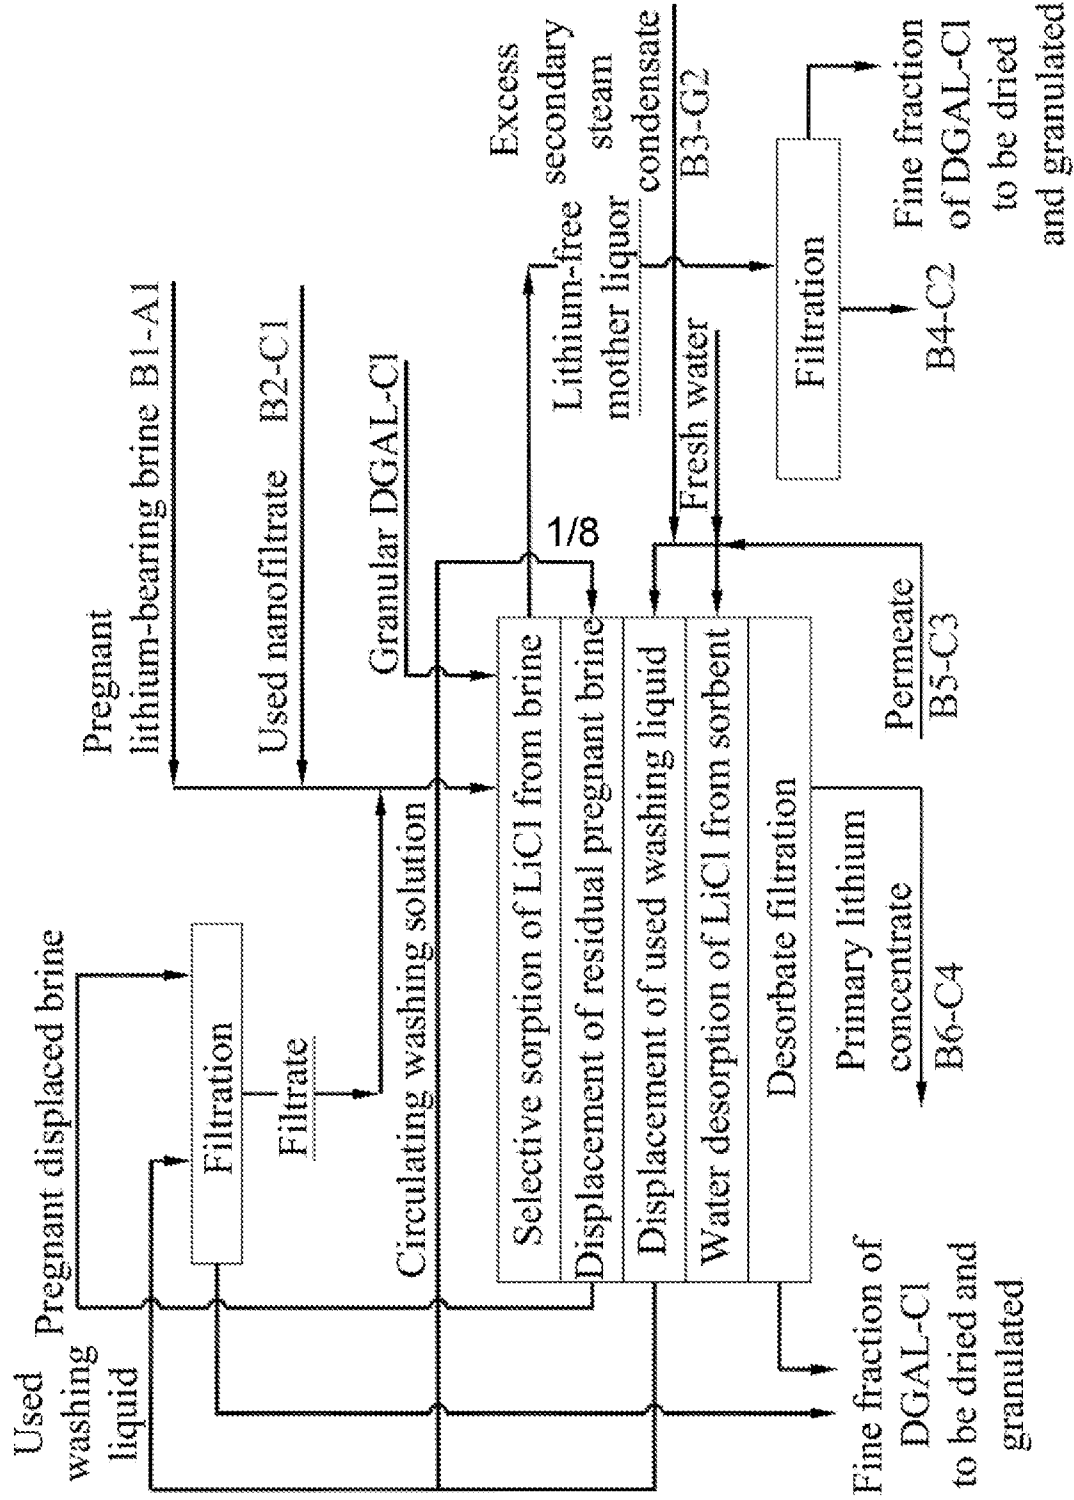 Used
washing
liquid
Pregnant displaced brine
Pregnant
lithium-bearing brine B1-A1
Filtration
Used nanofiltrate B2-C1
Filtrate
Granular DGAL-Cl
Circulating washing solution
Excess
secondary
steam
condensate
B3-G2
Lithium-free
mother liquor
1/8
Fresh water
Selective sorption of LiCl from brine
Displacement of residual pregnant brine
Displacement of used washing liquid
Water desorption of LiCl from sorbent
Desorbate filtration
Filtration
Fine fraction
of DGAL-Cl
to be dried
and granulated
B4-C2
Permeate
B5-C3
Primary lithium
concentrate
B6-C4
Fine fraction of
DGAL-Cl
to be dried and
granulated